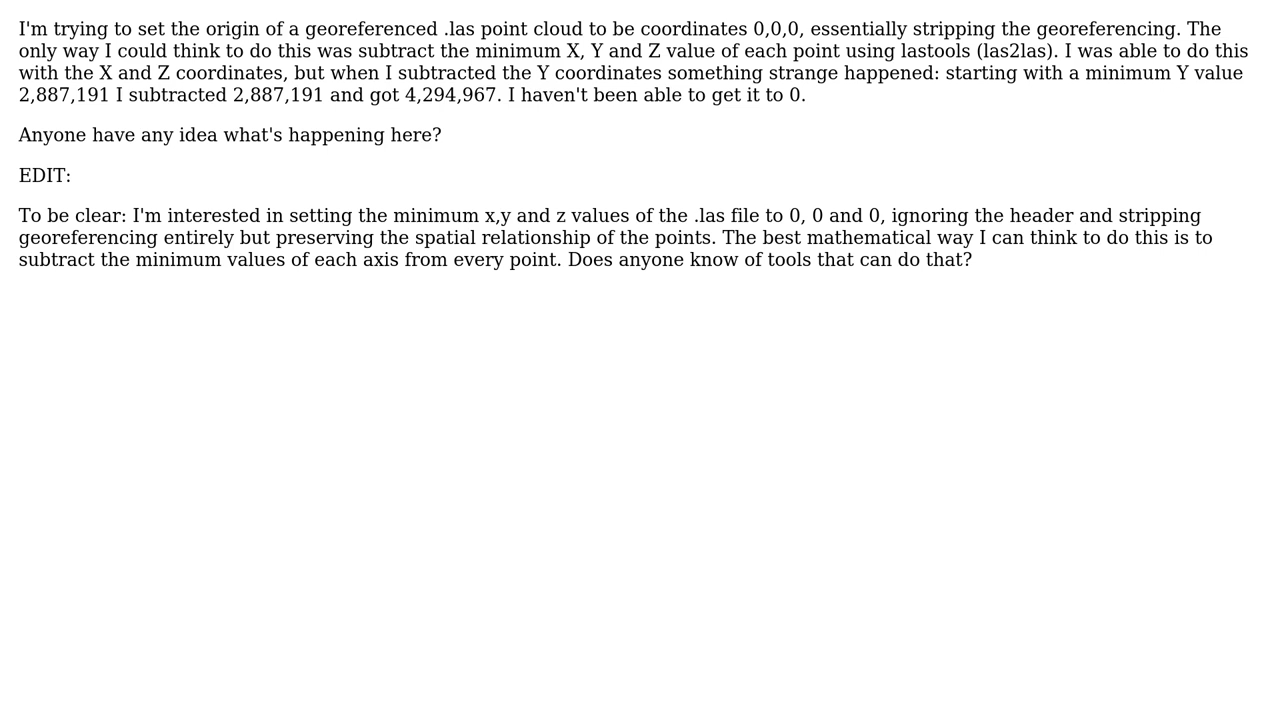 I'm trying to set the origin of a georeferenced .las point cloud to be coordinates 0,0,0, essentially stripping the georeferencing. The
only way I could think to do this was subtract the minimum X, Y and Z value of each point using lastools (las2las). I was able to do this
with the X and Z coordinates, but when I subtracted the Y coordinates something strange happened: starting with a minimum Y value
2,887,191 I subtracted 2,887,191 and got 4,294,967. I haven't been able to get it to 0.
Anyone have any idea what's happening here?
EDIT:
To be clear: I'm interested in setting the minimum x,y and z values of the .las file to 0, 0 and 0, ignoring the header and stripping
georeferencing entirely but preserving the spatial relationship of the points. The best mathematical way I can think to do this is to
subtract the minimum values of each axis from every point. Does anyone know of tools that can do that?